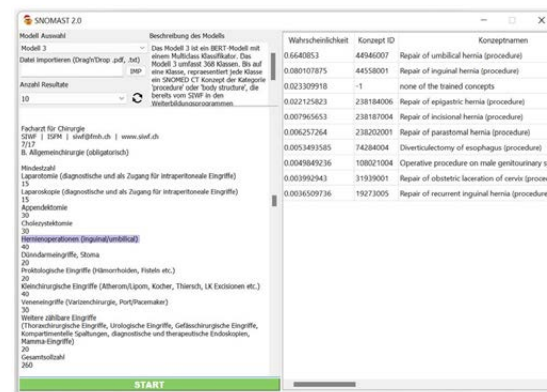 SNOMAST 2.0
Modell Auswahl
Modell 3
Datei Importieren (Drag'n'Drop .pdf, .txt)
IMP
Anzahl Resultate
10
Beschreibung des Modells
Das Modell 3 ist ein BERT-Modell mit
einem Multiclass Klassifikator. Das
Modell umfasst 368 Klassen. Bis auf
eine Klasse, repraesentiert jede Klasse
ein SNOMED CT Konzept der Kategorie
'procedure' oder 'body structure', die
bereits vom SIWF in den
Weiterbildungsprogrammen
Facharzt für Chirurgie
SIWF | ISFM | siwf@fmh.ch | www.siwf.ch
7/17
B. Allgemeinchirurgie (obligatorisch)
Mindestzahl
Laparotomie (diagnostische und als Zugang für intraperitoneale Eingriffe)
15
Laparoskopie (diagnostische und als Zugang für intraperitoneale Eingriffe)
15
Appendektomie
30
Cholezystektomie
30
Hernienoperationen (inguinal/umbilical)
40
Dünndarmeingriffe, Stoma
20
Proktologische Eingriffe (Hämorrhoiden, Fisteln etc.)
20
Kleinchirurgische Eingriffe (Atherom/Lipom, Kocher, Thiersch, LK Excisionen etc.)
40
Veneneingriffe (Varizenchirurgie, Port/Pacemaker)
30
Weitere zählbare Eingriffe
(Thoraxchirurgische Eingriffe, Urologische Eingriffe, Gefässchirurgische Eingriffe,
Kompartimentelle Spaltungen, diagnostische und therapeutische Endoskopien,
Mamma-Eingriffe)
20
Gesamtsollzahl
260
START
Wahrscheinlichkeit Konzept ID Konzeptnamen
0.6640853 44946007 Repair of umbilical hernia (procedure)
0.080107875 44558001 Repair of inguinal hernia (procedure)
0.023309918 -1 none of the trained concepts
0.022125823 238184006 Repair of epigastric hernia (procedure)
0.007965653 238187004 Repair of incisional hernia (procedure)
0.006257264 238202001 Repair of parastomal hernia (procedure)
0.0053493585 74284004 Diverticulectomy of esophagus (procedure)
0.0049849236 108021004 Operative procedure on male genitourinary s
0.003992943 31939001 Repair of obstetric laceration of cervix (proce
0.0036509736 19273005 Repair of recurrent inguinal hernia (procedure